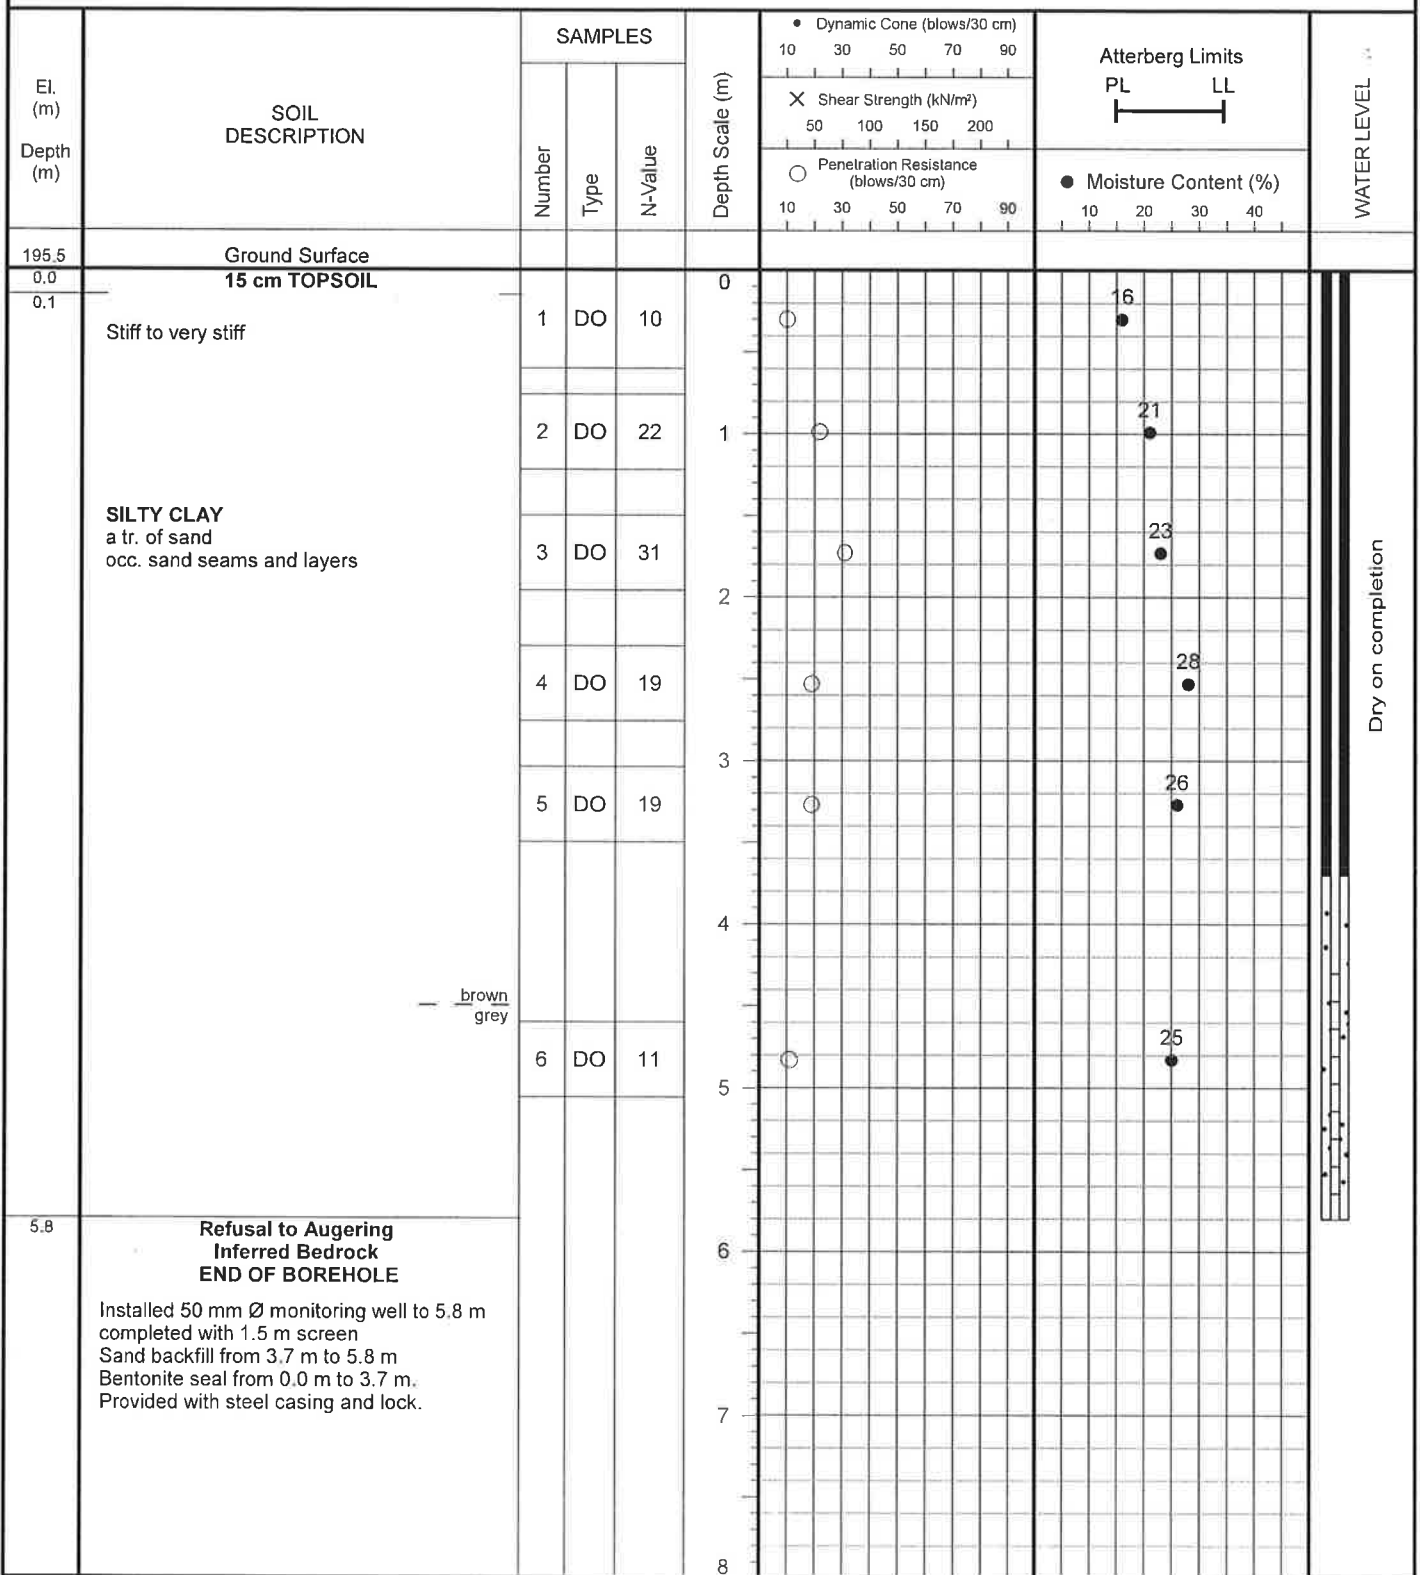 El.
(m)
Depth
(m)
SOIL
DESCRIPTION
SAMPLES
Number
Type
N-Value
Depth Scale (m)
• Dynamic Cone (blows/30 cm)
10 30 50 70 90
X Shear Strength (kN/m²)
50 100 150 200
○ Penetration Resistance
(blows/30 cm)
10 30 50 70 90
Atterberg Limits
PL LL
● Moisture Content (%)
10 20 30 40
WATER LEVEL
195.5 Ground Surface
0.0 15 cm TOPSOIL 0
0.1
16
1 DO 10
Stiff to very stiff
21
2 DO 22 1
SILTY CLAY
a tr. of sand
occ. sand seams and layers
23
3 DO 31
2
28
4 DO 19
3
26
5 DO 19
Dry on completion
4
brown
grey
25
6 DO 11
5
5.8 Refusal to Augering
Inferred Bedrock
END OF BOREHOLE
6
Installed 50 mm Ø monitoring well to 5.8 m
completed with 1.5 m screen
Sand backfill from 3.7 m to 5.8 m
Bentonite seal from 0.0 m to 3.7 m.
Provided with steel casing and lock.
7
8